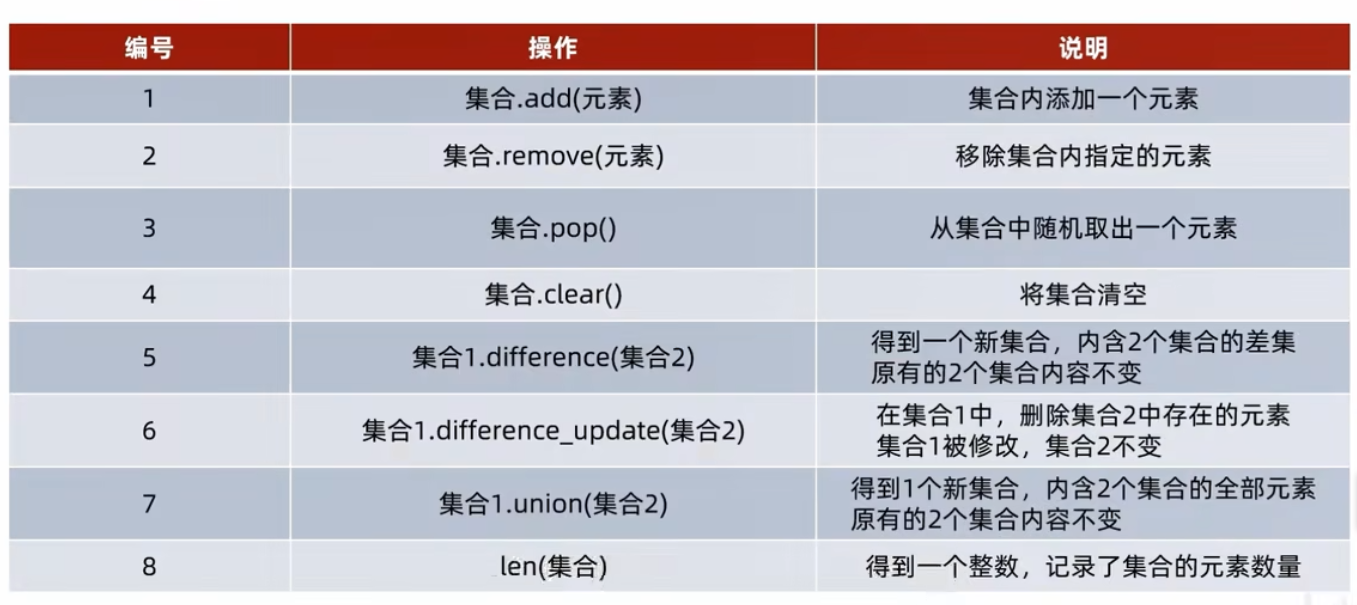 编号 操作 说明
1 集合.add(元素) 集合内添加一个元素
2 集合.remove(元素) 移除集合内指定的元素
3 集合.pop() 从集合中随机取出一个元素
4 集合.clear() 将集合清空
5 集合1.difference(集合2) 得到一个新集合，内含2个集合的差集
原有的2个集合内容不变
6 集合1.difference_update(集合2) 在集合1中，删除集合2中存在的元素
集合1被修改，集合2不变
7 集合1.union(集合2) 得到1个新集合，内含2个集合的全部元素
原有的2个集合内容不变
8 len(集合) 得到一个整数，记录了集合的元素数量